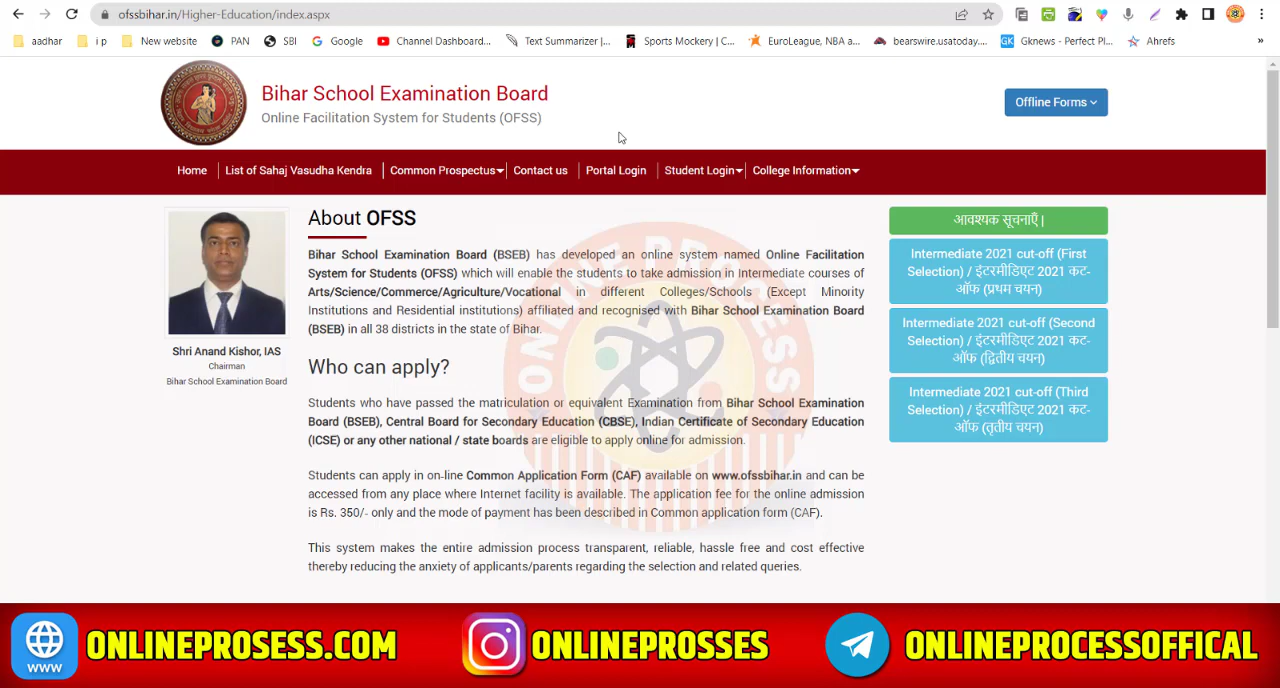 ofssbihar.in/Higher-Education/index.aspx
aadhar
i p
New website
PAN
SBI
Google
Channel Dashboard...
Text Summarizer |...
Sports Mockery | C...
EuroLeague, NBA a...
bearswire.usatoday....
GK Gknews - Perfect Pl...
Ahrefs
»
Bihar School Examination Board
Online Facilitation System for Students (OFSS)
Offline Forms
Home
List of Sahaj Vasudha Kendra
Common Prospectus
Contact us
Portal Login
Student Login
College Information
Shri Anand Kishor, IAS
Chairman
Bihar School Examination Board
About OFSS
Bihar School Examination Board (BSEB) has developed an online system named Online Facilitation
System for Students (OFSS) which will enable the students to take admission in Intermediate courses of
Arts/Science/Commerce/Agriculture/Vocational in different Colleges/Schools (Except Minority
Institutions and Residential institutions) affiliated and recognised with Bihar School Examination Board
(BSEB) in all 38 districts in the state of Bihar.
Who can apply?
Students who have passed the matriculation or equivalent Examination from Bihar School Examination
Board (BSEB), Central Board for Secondary Education (CBSE), Indian Certificate of Secondary Education
(ICSE) or any other national / state boards are eligible to apply online for admission.
Students can apply in on-line Common Application Form (CAF) available on www.ofssbihar.in and can be
accessed from any place where Internet facility is available. The application fee for the online admission
is Rs. 350/- only and the mode of payment has been described in Common application form (CAF).
This system makes the entire admission process transparent, reliable, hassle free and cost effective
thereby reducing the anxiety of applicants/parents regarding the selection and related queries.
आवश्यक सूचनाएँ |
Intermediate 2021 cut-off (First
Selection) / इंटरमीडिएट 2021 कट-
ऑफ (प्रथम चयन)
Intermediate 2021 cut-off (Second
Selection) / इंटरमीडिएट 2021 कट-
ऑफ (द्वितीय चयन)
Intermediate 2021 cut-off (Third
Selection) / इंटरमीडिएट 2021 कट-
ऑफ (तृतीय चयन)
ONLINE PROCESS
WWW
ONLINEPROSESS.COM
ONLINEPROSSES
ONLINEPROCESSOFFICAL